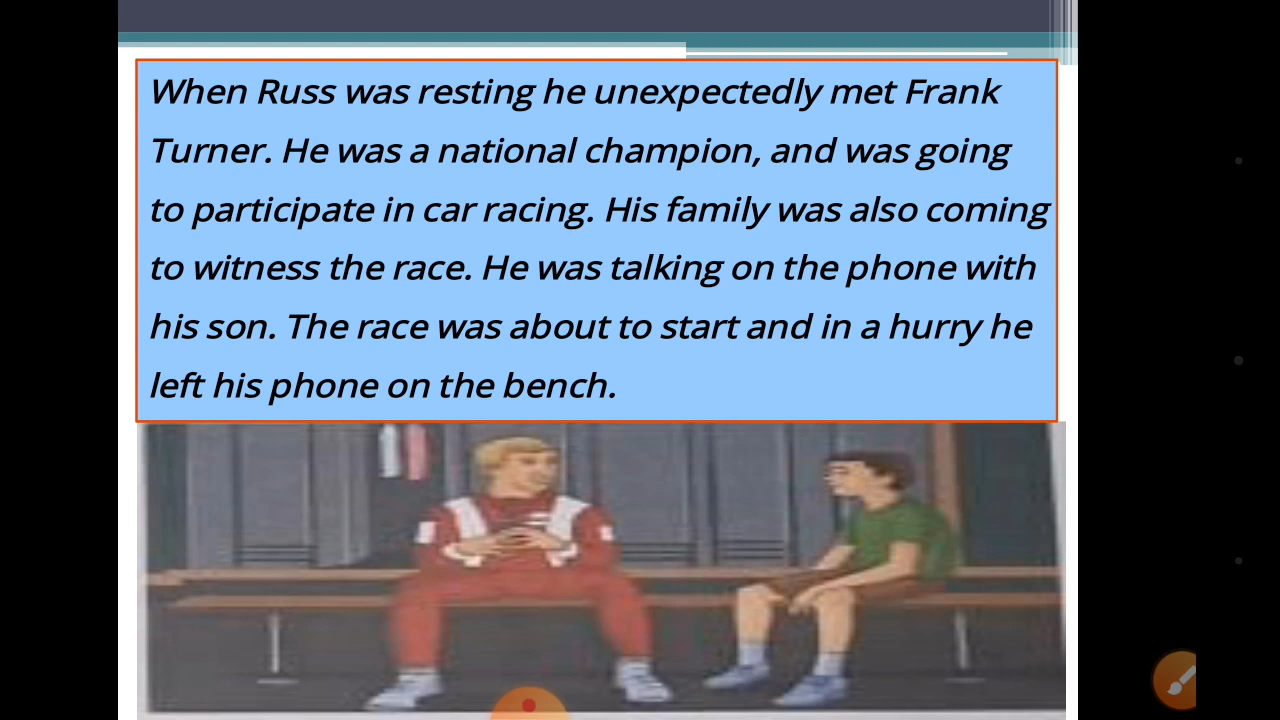 When Russ was resting he unexpectedly met Frank
Turner. He was a national champion, and was going
to participate in car racing. His family was also coming
to witness the race. He was talking on the phone with
his son. The race was about to start and in a hurry he
left his phone on the bench.